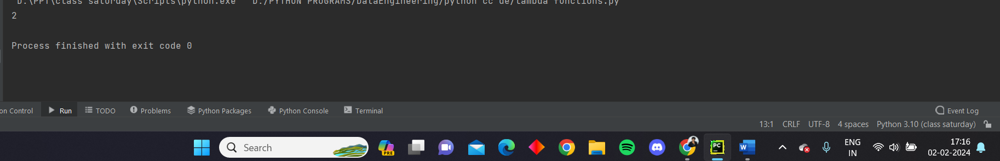 "D:\PPT\class saturday\Scripts\python.exe" "D:/PYTHON PROGRAMS/DataEngineering/python cc de/lambda functions.py"
2
Process finished with exit code 0
on Control Run TODO Problems Python Packages Python Console Terminal Event Log
13:1 CRLF UTF-8 4 spaces Python 3.10 (class saturday)
Search PRE PC W ENG 17:16
IN 02-02-2024